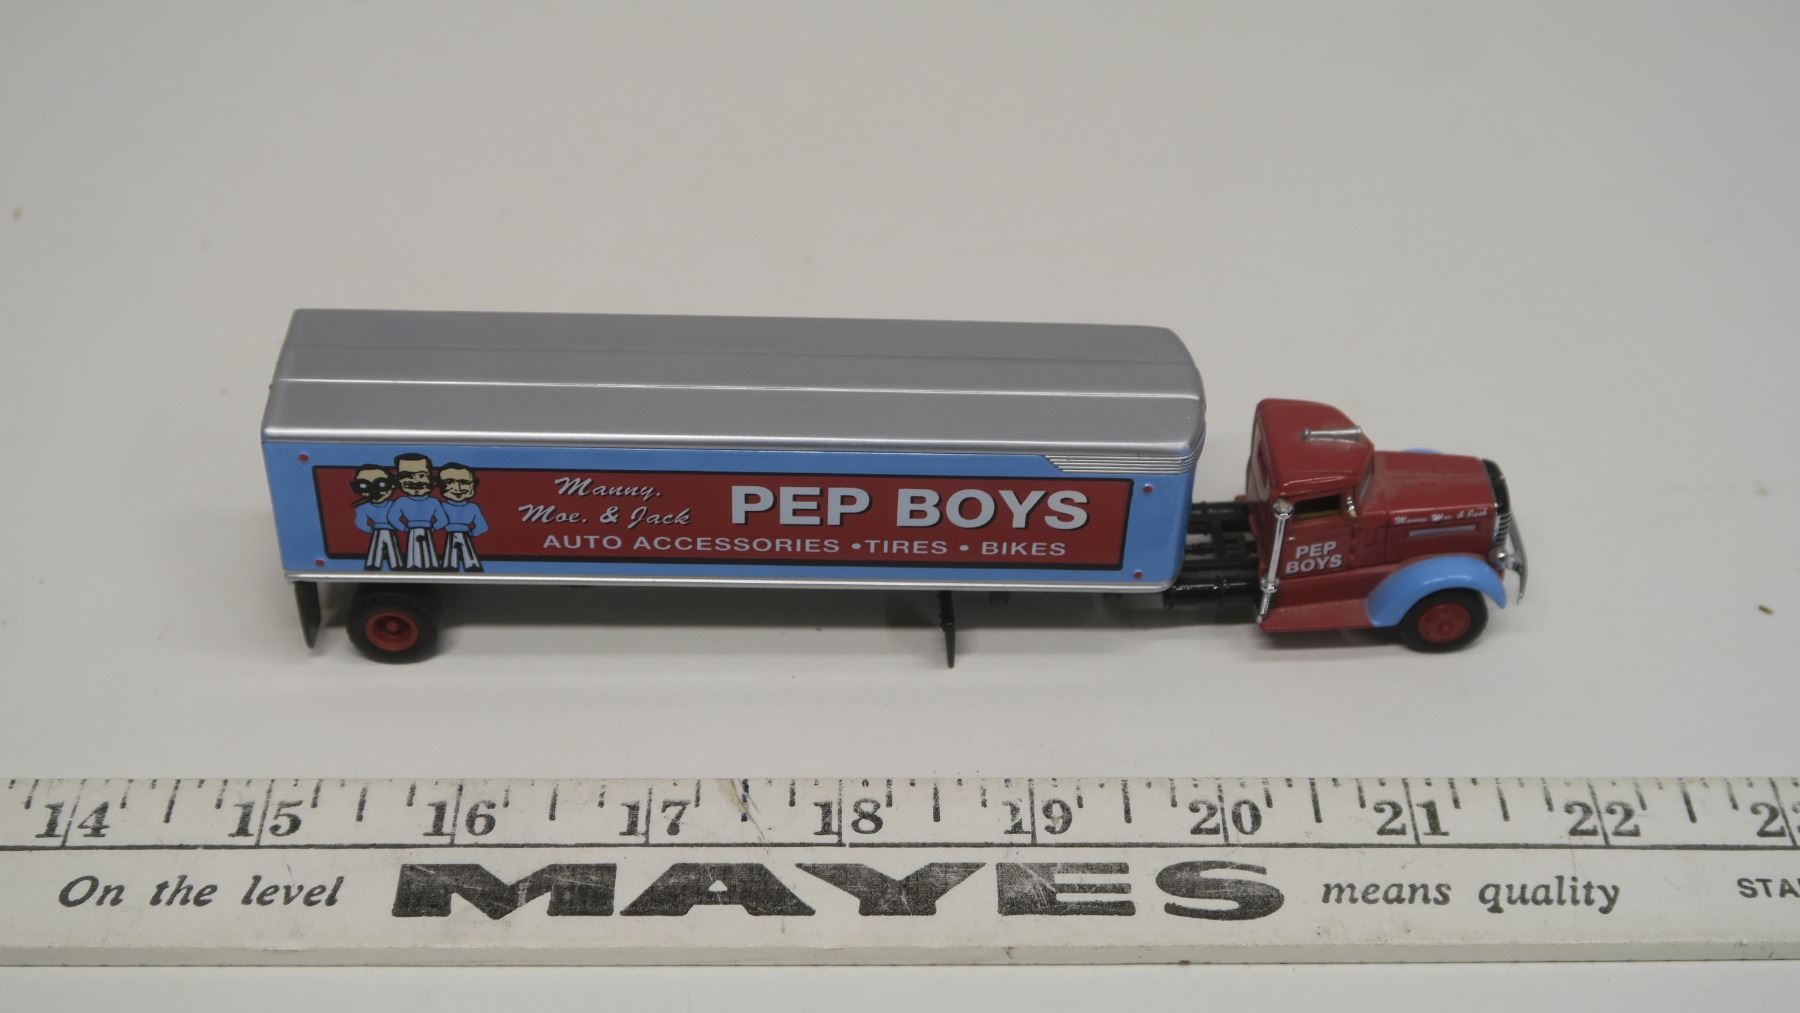 Manny,
Moe, & Jack
PEP BOYS
AUTO ACCESSORIES • TIRES • BIKES
Manny, Moe, & Jack
PEP
BOYS
14 15 16 17 18 19 20 21 22
On the level MAYES means quality